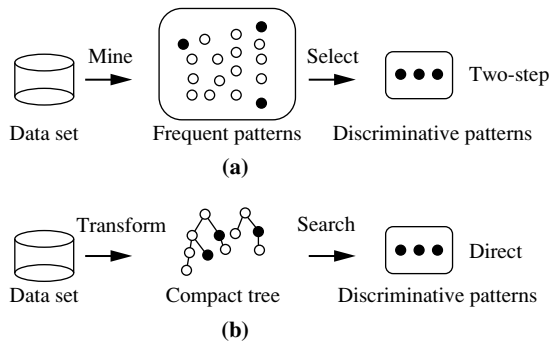 Mine
Select
Two-step
Data set
Frequent patterns
Discriminative patterns
(a)
Transform
Search
Direct
Data set
Compact tree
Discriminative patterns
(b)